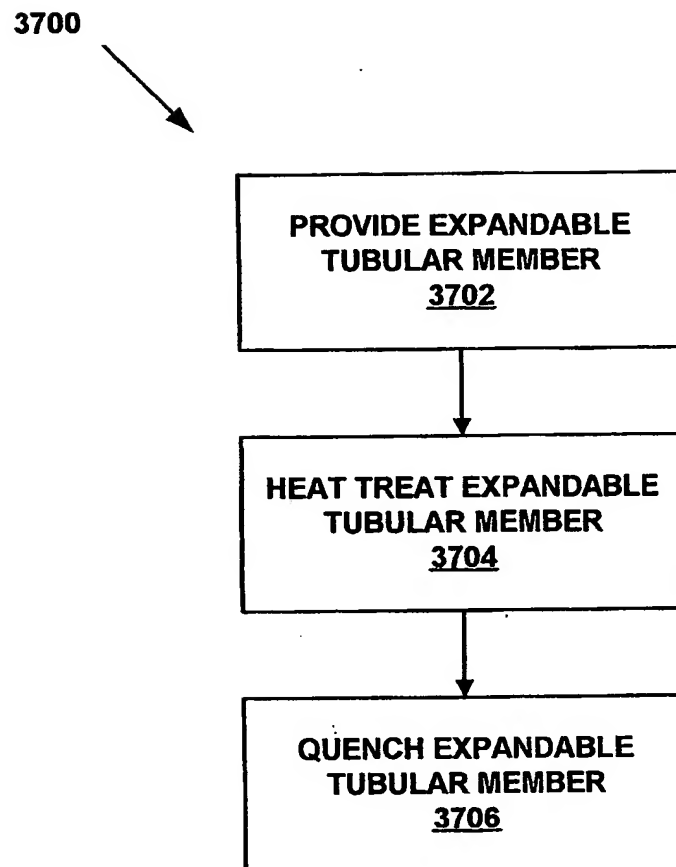 3700
PROVIDE EXPANDABLE
TUBULAR MEMBER
3702
HEAT TREAT EXPANDABLE
TUBULAR MEMBER
3704
QUENCH EXPANDABLE
TUBULAR MEMBER
3706